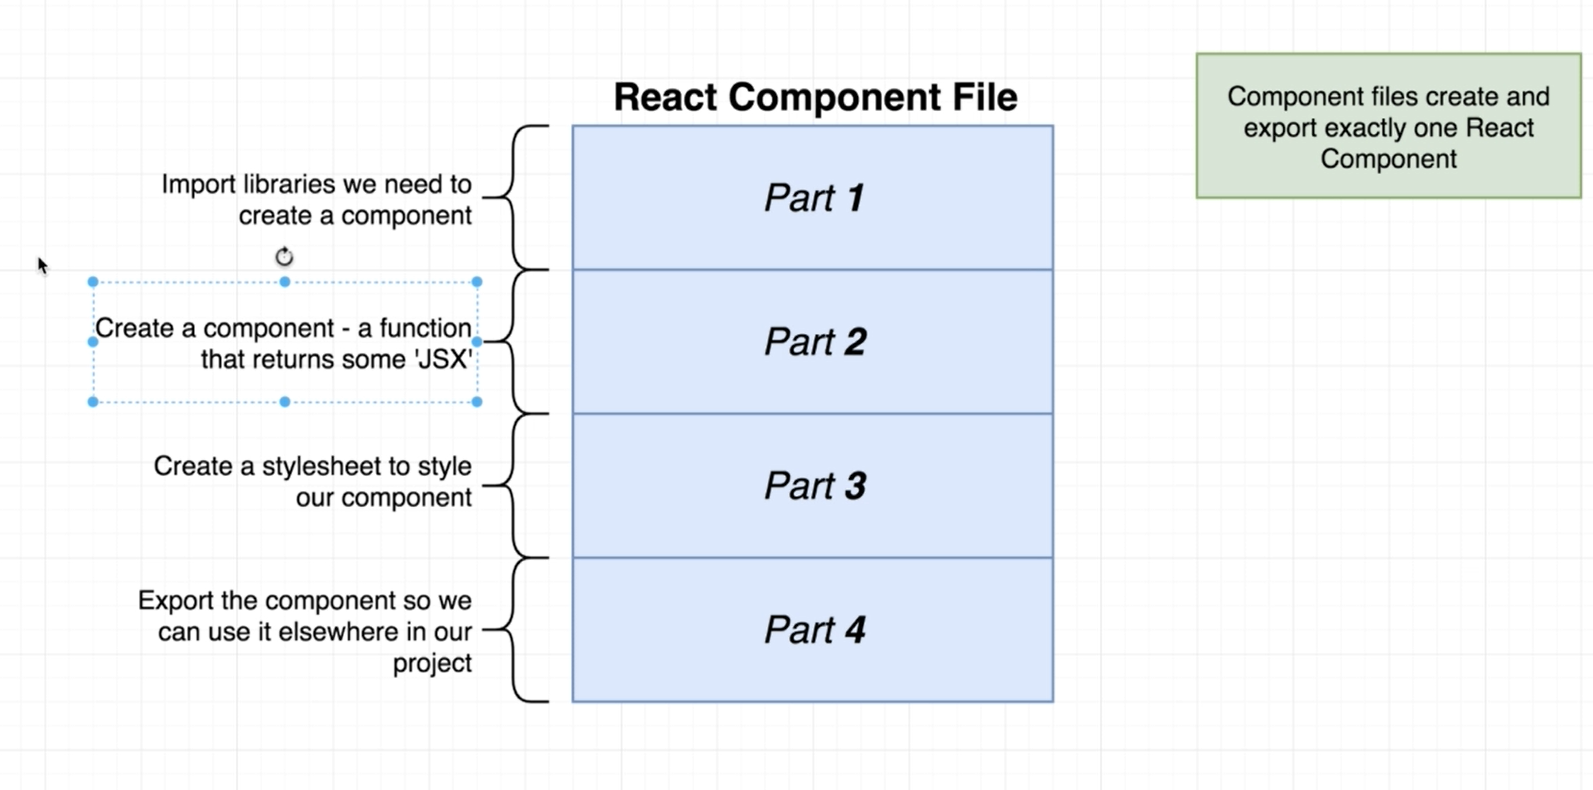 React Component File
Component files create and
export exactly one React
Component
Import libraries we need to
create a component
Part 1
Create a component - a function
that returns some 'JSX'
Part 2
Create a stylesheet to style
our component
Part 3
Export the component so we
can use it elsewhere in our
project
Part 4